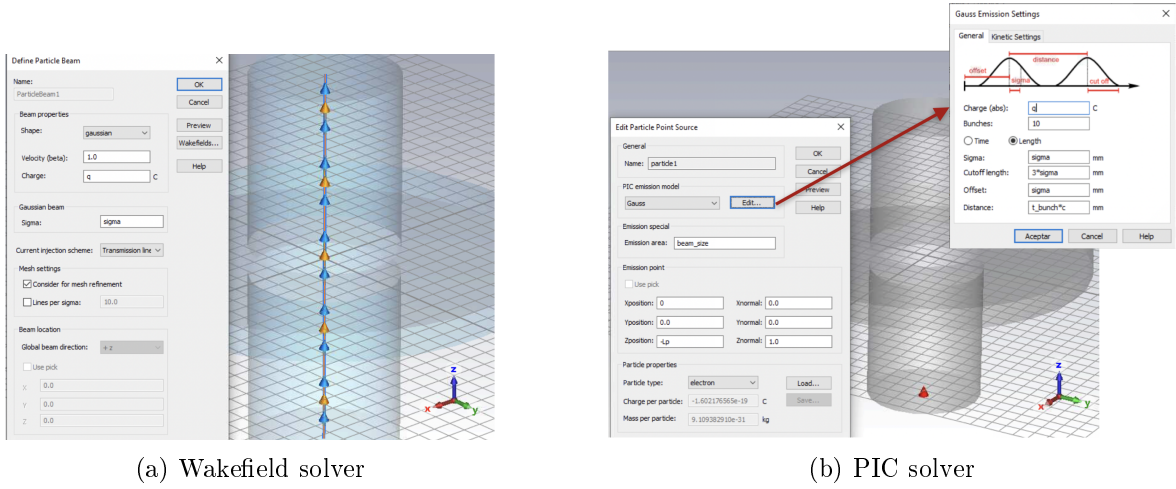 Define Particle Beam
Name:
ParticleBeam1
OK
Cancel
Beam properties
Shape: gaussian
Preview
Wakefields...
Velocity (beta): 1.0
Help
Charge: q C
Gaussian beam
Sigma: sigma
Current injection scheme: Transmission line
Mesh settings
Consider for mesh refinement
Lines per sigma: 10.0
Beam location
Global beam direction: + z
Use pick
X 0.0
Y 0.0
Z 0.0
z
x
y
(a) Wakefield solver
Edit Particle Point Source
General
Name: particle1
OK
Cancel
PIC emission model
Preview
Gauss Edit...
Help
Emission special
Emission area: beam_size
Emission point
Use pick
Xposition: 0 Xnormal: 0.0
Yposition: 0.0 Ynormal: 0.0
Zposition: -Lp Znormal: 1.0
Particle properties
Particle type: electron Load...
Charge per particle: -1.602176565e-19 C Save...
Mass per particle: 9.109382910e-31 kg
z
x
y
Gauss Emission Settings
General Kinetic Settings
distance
offset
sigma
cut off
Charge (abs): q C
Bunches: 10
Time Length
Sigma: sigma mm
Cutoff length: 3*sigma mm
Offset: sigma mm
Distance: t_bunch*c mm
Aceptar Cancel Help
(b) PIC solver